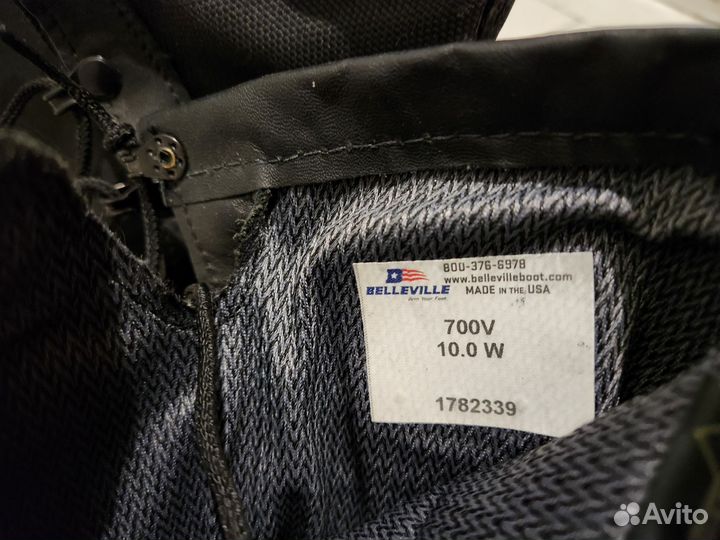 800-376-6978
www.bellevilleboot.com
BELLEVILLE MADE IN THE USA
Arm Your Feet.
700V
10.0 W
1782339
Avito